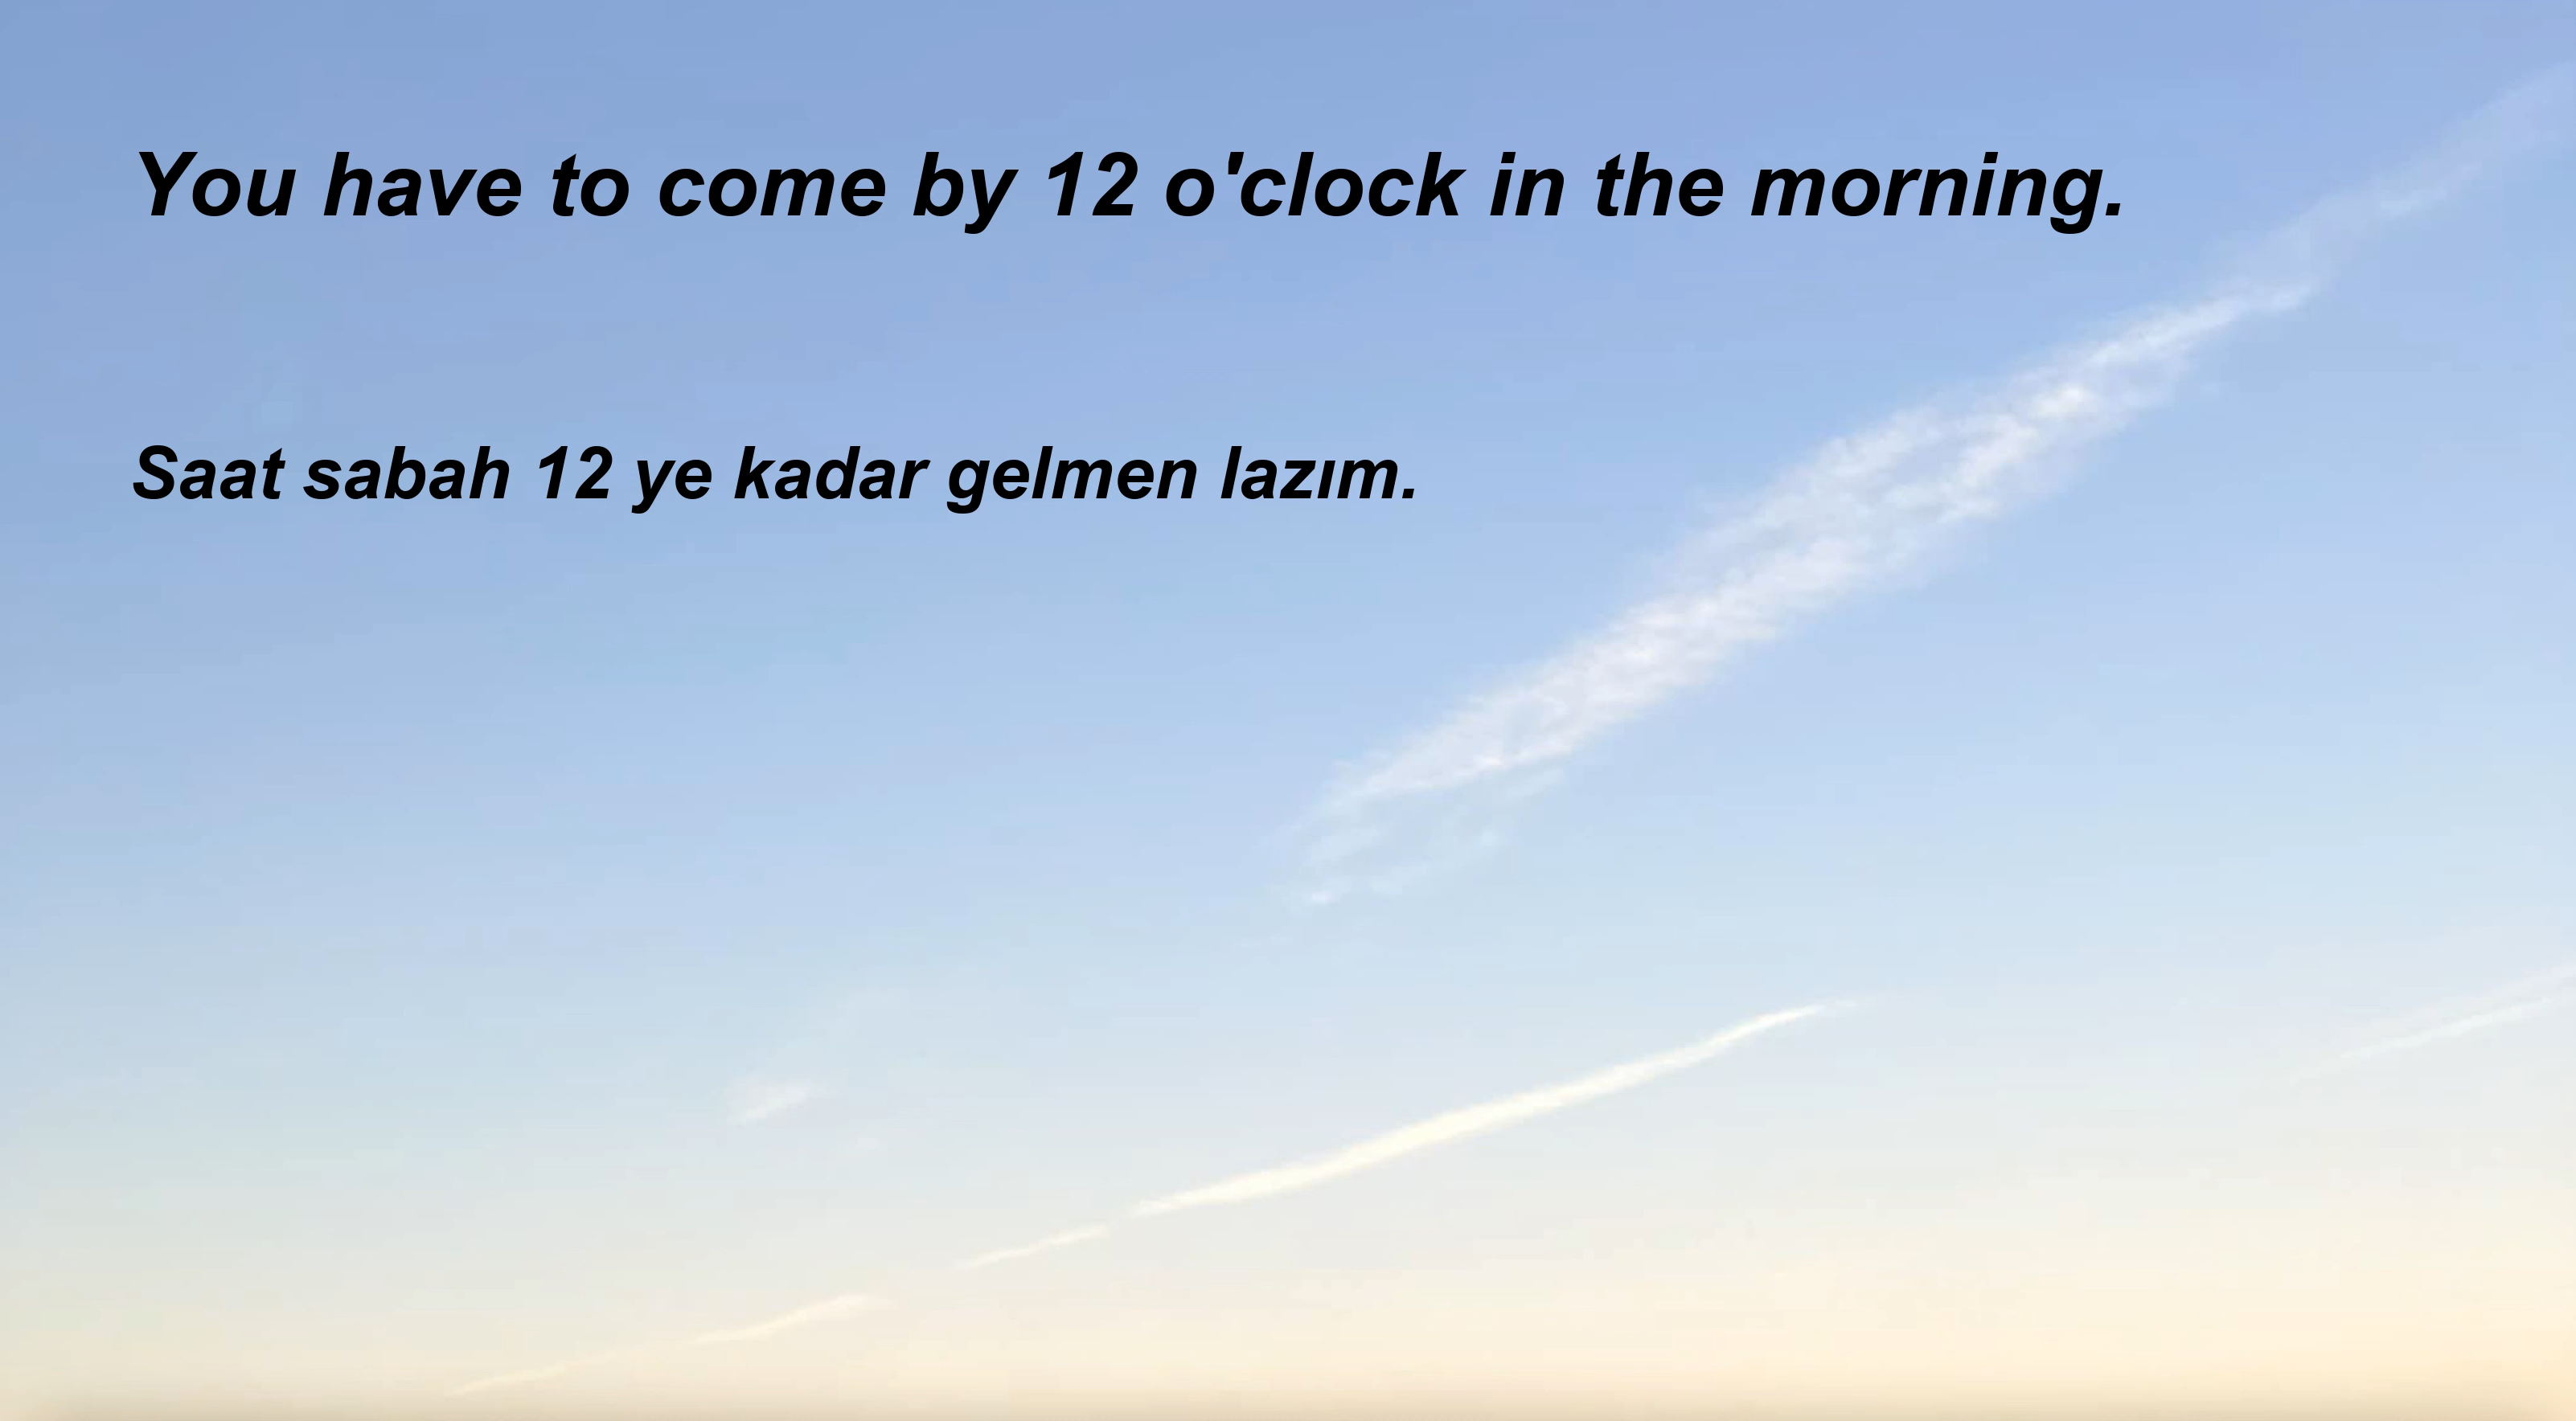 You have to come by 12 o'clock in the morning.
Saat sabah 12 ye kadar gelmen lazım.